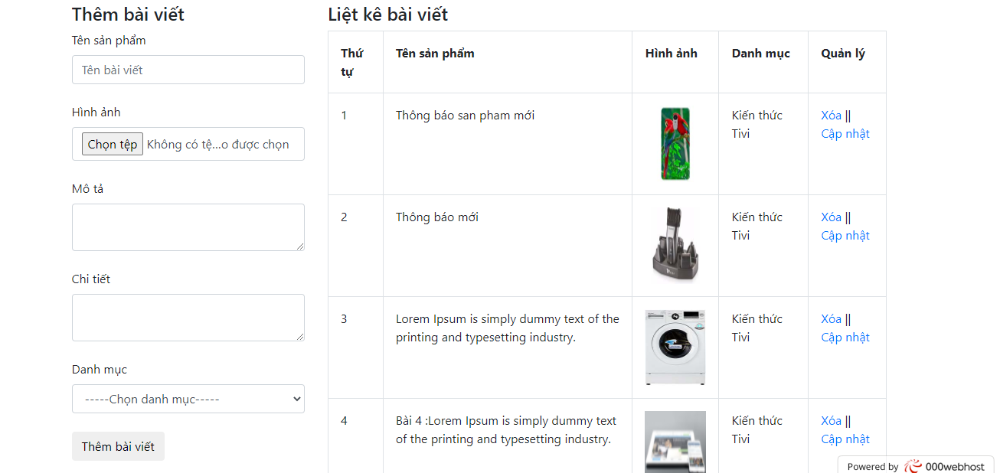 Thêm bài viết
Tên sản phẩm
Tên bài viết
Hình ảnh
Chọn tệp Không có tệ...o được chọn
Mô tả
Chi tiết
Danh mục
-----Chọn danh mục-----
Thêm bài viết
Liệt kê bài viết
Thứ tự Tên sản phẩm Hình ảnh Danh mục Quản lý
1 Thông báo san pham mới Kiến thức Xóa ||
Tivi Cập nhật
2 Thông báo mới Kiến thức Xóa ||
Tivi Cập nhật
3 Lorem Ipsum is simply dummy text of the Kiến thức Xóa ||
printing and typesetting industry. Tivi Cập nhật
4 Bài 4 :Lorem Ipsum is simply dummy text Kiến thức Xóa ||
of the printing and typesetting industry. Tivi Cập nhật
Powered by 000webhost